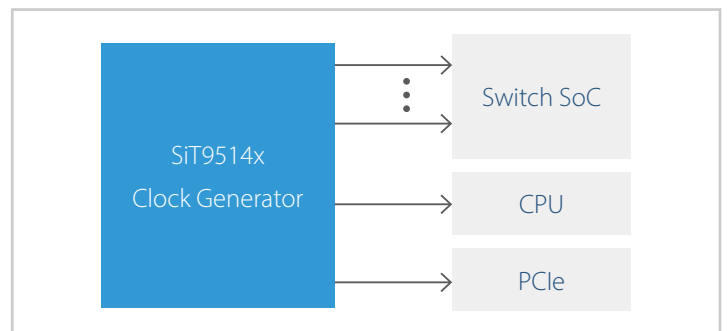 SiT9514x
Clock Generator
Switch SoC
CPU
PCIe